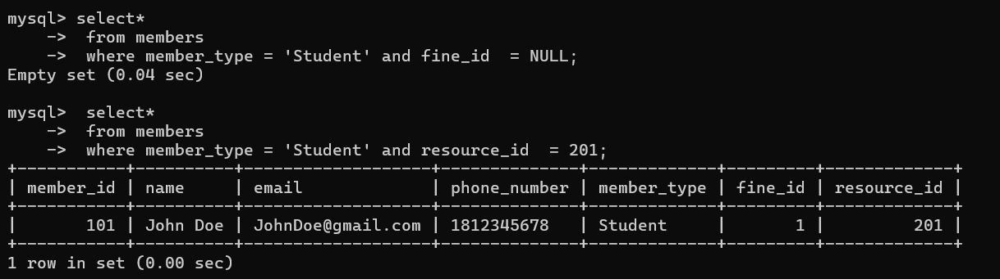 mysql> select*
    ->  from members
    ->  where member_type = 'Student' and fine_id  = NULL;
Empty set (0.04 sec)

mysql>  select*
    ->  from members
    ->  where member_type = 'Student' and resource_id  = 201;
+-----------+----------+-------------------+--------------+-------------+---------+-------------+
| member_id | name     | email             | phone_number | member_type | fine_id | resource_id |
+-----------+----------+-------------------+--------------+-------------+---------+-------------+
|       101 | John Doe | JohnDoe@gmail.com | 1812345678   | Student     |       1 |         201 |
+-----------+----------+-------------------+--------------+-------------+---------+-------------+
1 row in set (0.00 sec)